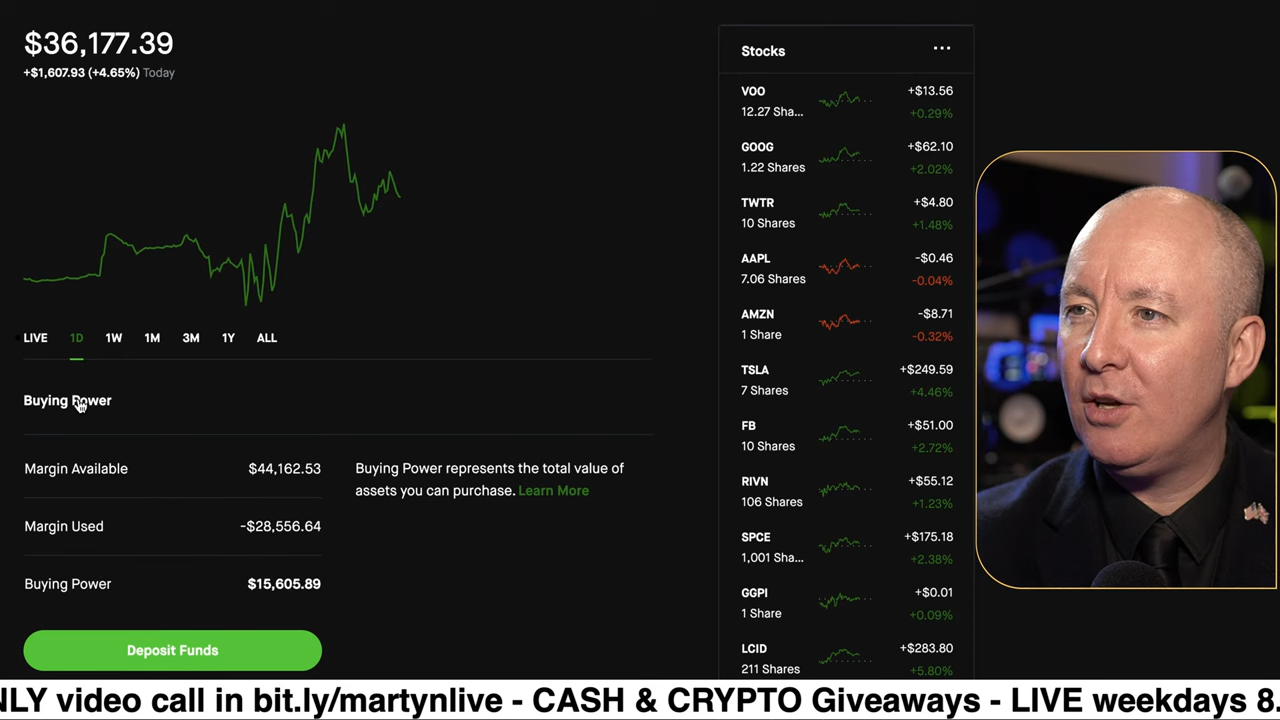 $36,177.39
+$1,607.93 (+4.65%) Today
LIVE 1D 1W 1M 3M 1Y ALL
Buying Power
Margin Available $44,162.53
Margin Used -$28,556.64
Buying Power $15,605.89
Buying Power represents the total value of
assets you can purchase. Learn More
Deposit Funds
Stocks
VOO +$13.56
12.27 Sha... +0.29%
GOOG +$62.10
1.22 Shares +2.02%
TWTR +$4.80
10 Shares +1.48%
AAPL -$0.46
7.06 Shares -0.04%
AMZN -$8.71
1 Share -0.32%
TSLA +$249.59
7 Shares +4.46%
FB +$51.00
10 Shares +2.72%
RIVN +$55.12
106 Shares +1.23%
SPCE +$175.18
1,001 Sha... +2.38%
GGPI +$0.01
1 Share +0.09%
LCID +$283.80
211 Shares +5.80%
NLY video call in bit.ly/martynlive - CASH & CRYPTO Giveaways - LIVE weekdays 8.